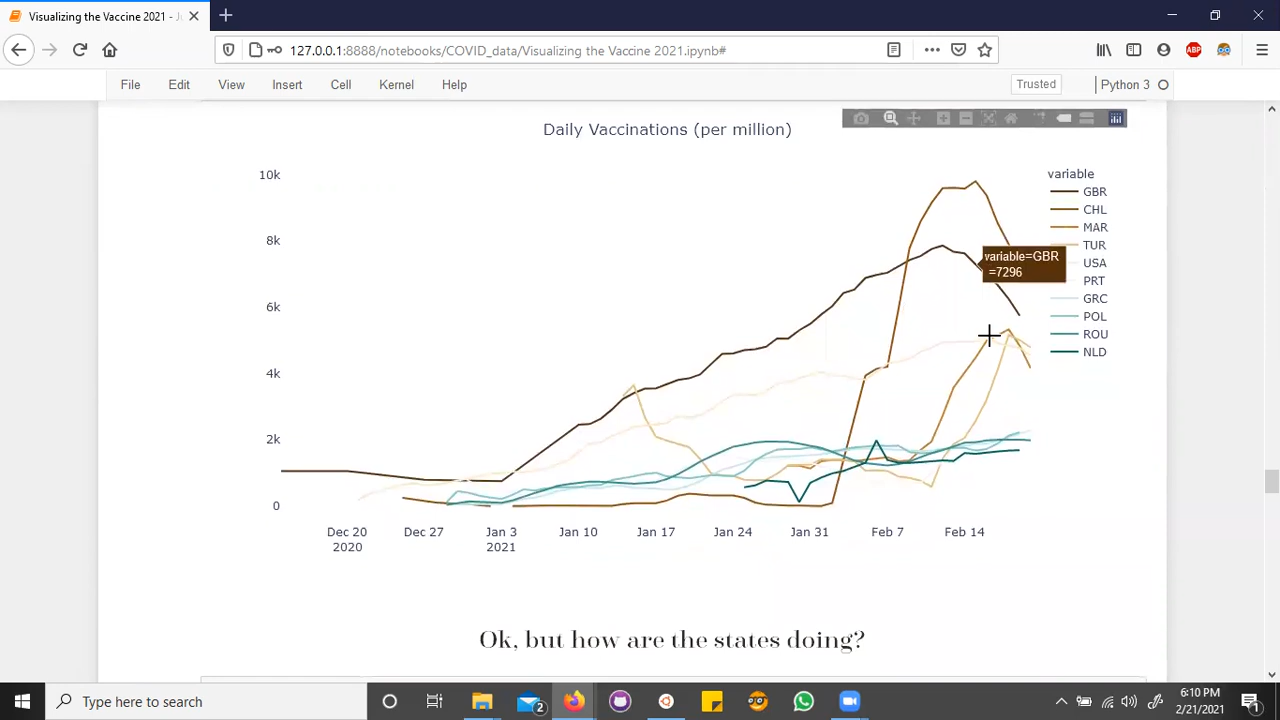 Visualizing the Vaccine 2021 - Ju
127.0.0.1:8888/notebooks/COVID_data/Visualizing the Vaccine 2021.ipynb#
ABP
File Edit View Insert Cell Kernel Help
Trusted
Python 3
Daily Vaccinations (per million)
10k
8k
6k
4k
2k
0
Dec 20
2020
Dec 27
Jan 3
2021
Jan 10
Jan 17
Jan 24
Jan 31
Feb 7
Feb 14
variable
GBR
CHL
MAR
TUR
USA
PRT
GRC
POL
ROU
NLD
variable=GBR
=7296
Ok, but how are the states doing?
Type here to search
2
6:10 PM
2/21/2021
1